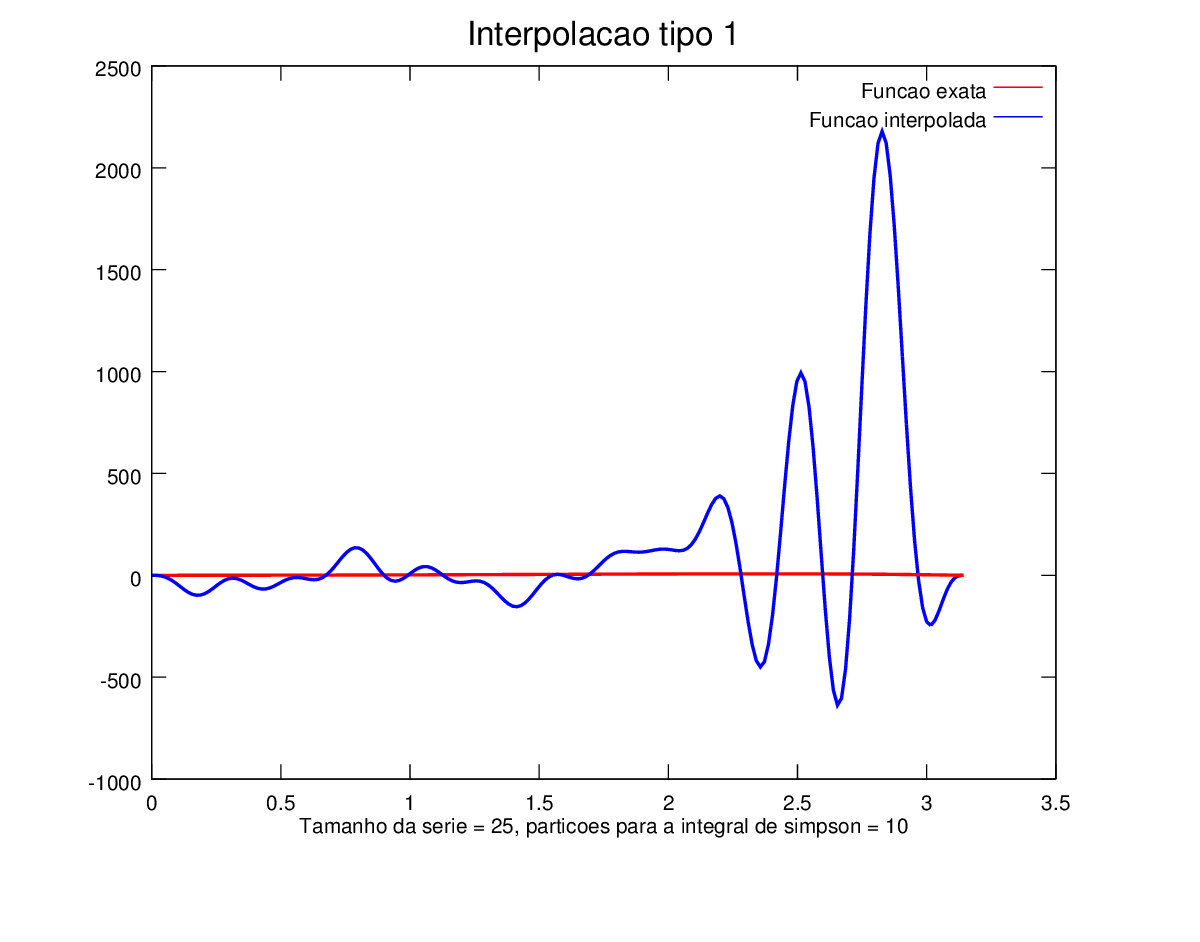 Interpolacao tipo 1
2500
Funcao exata
Funcao interpolada
2000
1500
1000
500
0
-500
-1000
0 0.5 1 1.5 2 2.5 3 3.5
Tamanho da serie = 25, particoes para a integral de simpson = 10